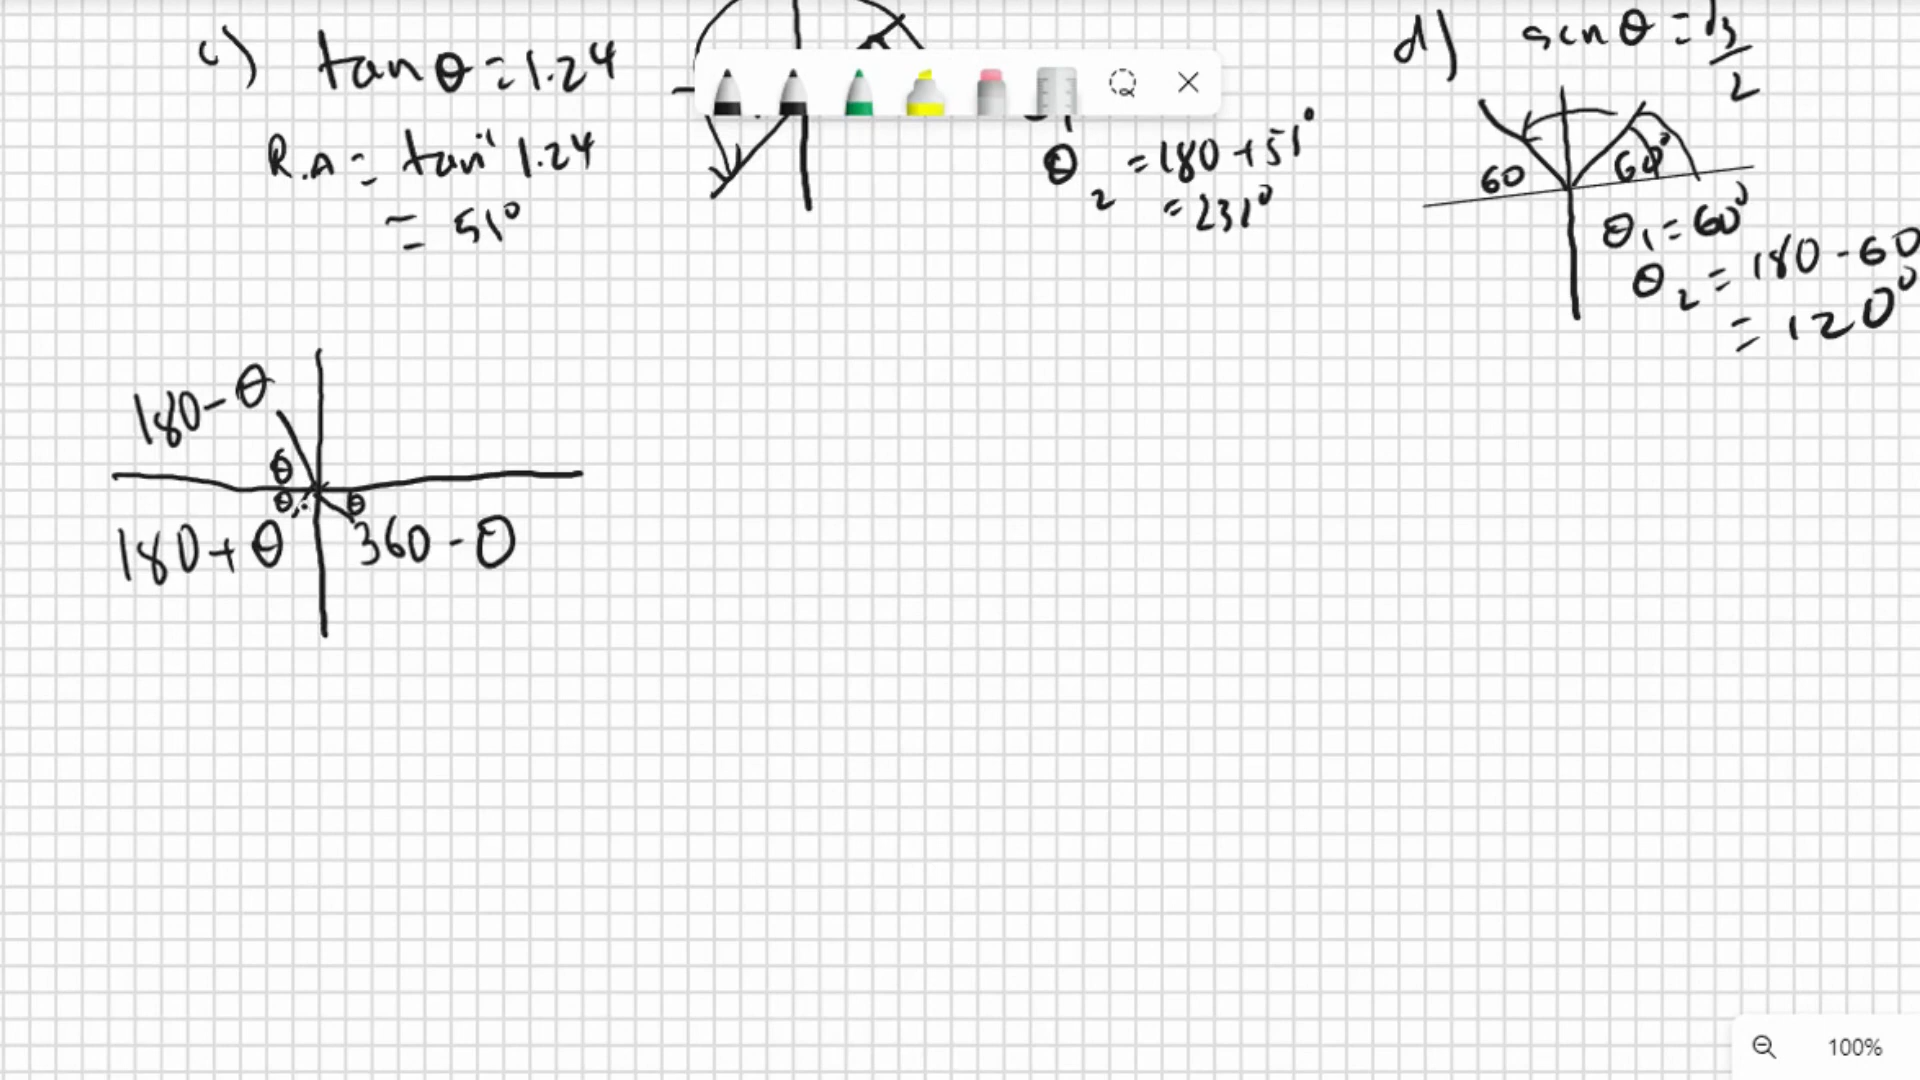 c) tan θ = 1.24
R.A = tan⁻¹ 1.24
= 51°
θ₂ = 180 + 51°
= 231°
d) sin θ = √3/2
60 60°
θ₁ = 60°
θ₂ = 180 - 60
= 120°
180 - θ
θ
θ θ
180 + θ 360 - θ
100%